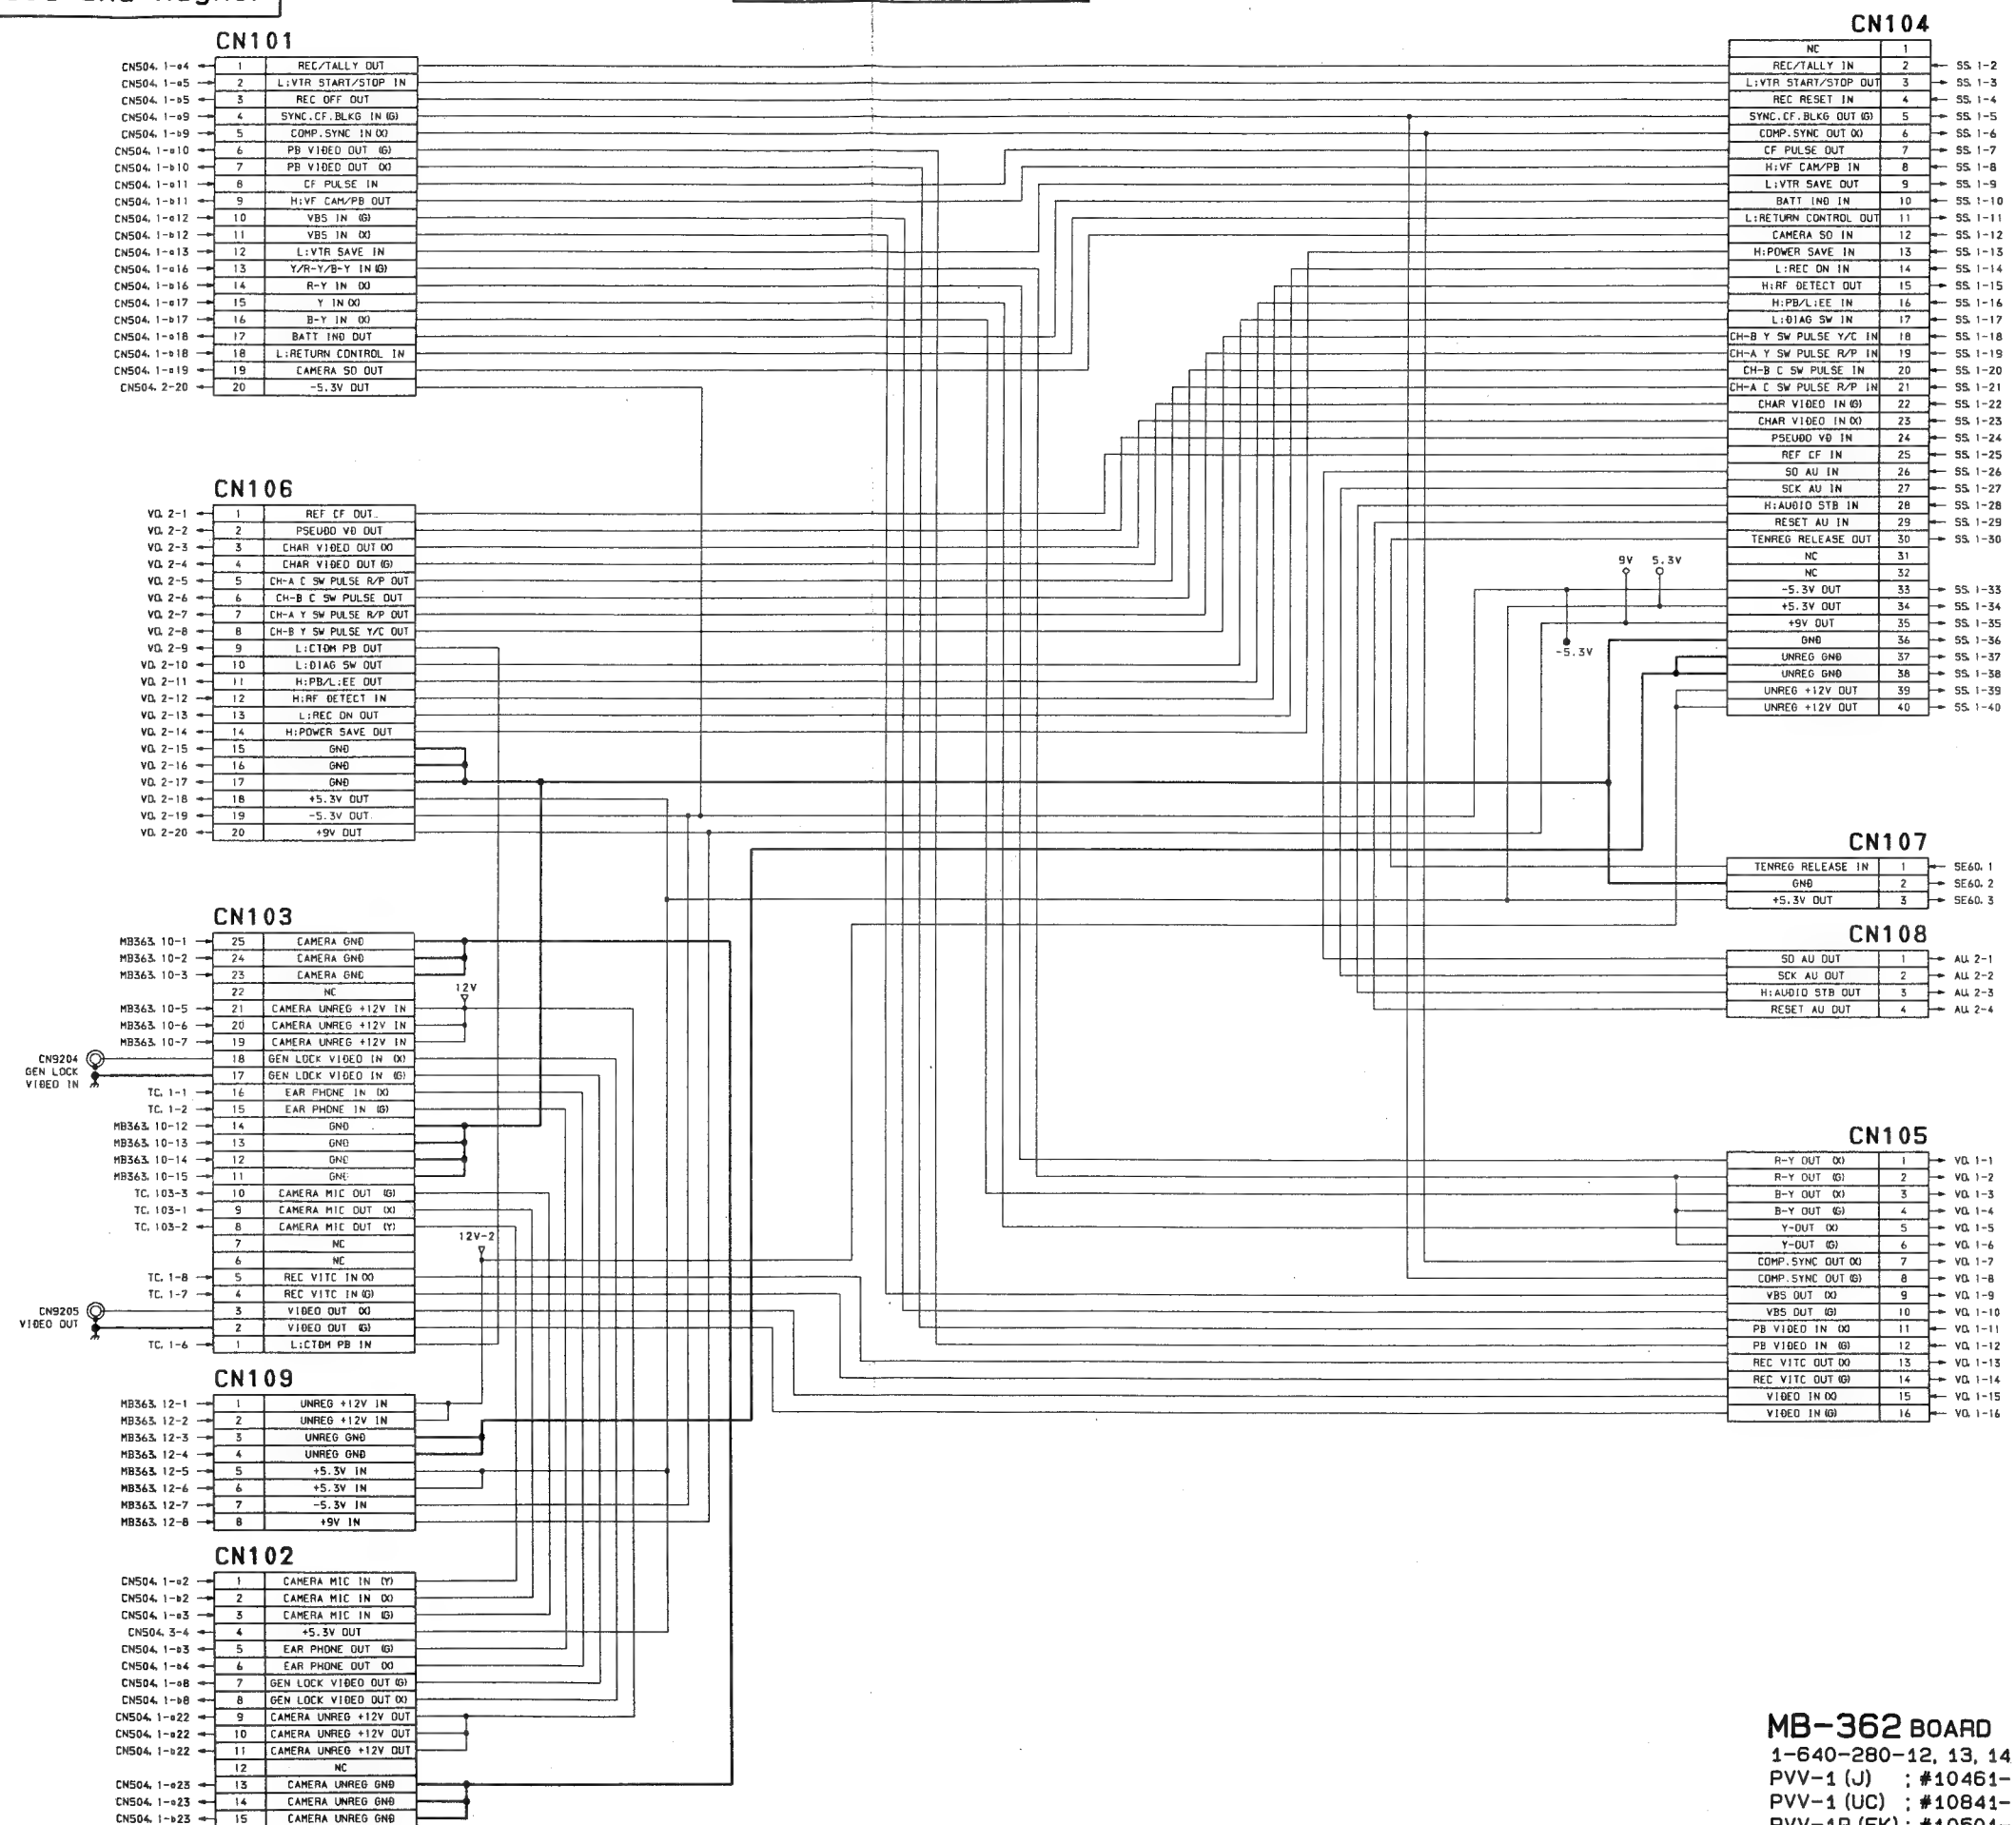 CN101
CN504. 1-a4 1 REC/TALLY OUT
CN504. 1-a5 2 L:VTR START/STOP IN
CN504. 1-b5 3 REC OFF OUT
CN504. 1-a9 4 SYNC.CF.BLKG IN (G)
CN504. 1-b9 5 COMP.SYNC IN (X)
CN504. 1-a10 6 PB VIDEO OUT (G)
CN504. 1-b10 7 PB VIDEO OUT (X)
CN504. 1-a11 8 CF PULSE IN
CN504. 1-b11 9 H:VF CAM/PB OUT
CN504. 1-a12 10 VBS IN (G)
CN504. 1-b12 11 VBS IN (X)
CN504. 1-a13 12 L:VTR SAVE IN
CN504. 1-a16 13 Y/R-Y/B-Y IN (G)
CN504. 1-b16 14 R-Y IN (X)
CN504. 1-a17 15 Y IN (X)
CN504. 1-b17 16 B-Y IN (X)
CN504. 1-a18 17 BATT IND OUT
CN504. 1-b18 18 L:RETURN CONTROL IN
CN504. 1-a19 19 CAMERA SO OUT
CN504. 2-20 20 -5.3V OUT
CN106
VO. 2-1 1 REF CF OUT
VO. 2-2 2 PSEUDO VD OUT
VO. 2-3 3 CHAR VIDEO OUT (X)
VO. 2-4 4 CHAR VIDEO OUT (G)
VO. 2-5 5 CH-A C SW PULSE R/P OUT
VO. 2-6 6 CH-B C SW PULSE OUT
VO. 2-7 7 CH-A Y SW PULSE R/P OUT
VO. 2-8 8 CH-B Y SW PULSE Y/C OUT
VO. 2-9 9 L:CTDM PB OUT
VO. 2-10 10 L:DIAG SW OUT
VO. 2-11 11 H:PB/L:EE OUT
VO. 2-12 12 H:RF DETECT IN
VO. 2-13 13 L:REC ON OUT
VO. 2-14 14 H:POWER SAVE OUT
VO. 2-15 15 GND
VO. 2-16 16 GND
VO. 2-17 17 GND
VO. 2-18 18 +5.3V OUT
VO. 2-19 19 -5.3V OUT
VO. 2-20 20 +9V OUT
CN103
MB363. 10-1 25 CAMERA GND
MB363. 10-2 24 CAMERA GND
MB363. 10-3 23 CAMERA GND
22 NC
12V
MB363. 10-5 21 CAMERA UNREG +12V IN
MB363. 10-6 20 CAMERA UNREG +12V IN
MB363. 10-7 19 CAMERA UNREG +12V IN
CN9204
GEN LOCK
VIDEO IN
18 GEN LOCK VIDEO IN (X)
17 GEN LOCK VIDEO IN (G)
TC. 1-1 16 EAR PHONE IN (X)
TC. 1-2 15 EAR PHONE IN (G)
MB363. 10-12 14 GND
MB363. 10-13 13 GND
MB363. 10-14 12 GND
MB363. 10-15 11 GND
TC. 103-3 10 CAMERA MIC OUT (G)
TC. 103-1 9 CAMERA MIC OUT (X)
TC. 103-2 8 CAMERA MIC OUT (Y)
7 NC
6 NC
12V-2
TC. 1-8 5 REC VITC IN (X)
TC. 1-7 4 REC VITC IN (G)
CN9205
VIDEO OUT
3 VIDEO OUT (X)
2 VIDEO OUT (G)
TC. 1-6 1 L:CTDM PB IN
CN109
MB363. 12-1 1 UNREG +12V IN
MB363. 12-2 2 UNREG +12V IN
MB363. 12-3 3 UNREG GND
MB363. 12-4 4 UNREG GND
MB363. 12-5 5 +5.3V IN
MB363. 12-6 6 +5.3V IN
MB363. 12-7 7 -5.3V IN
MB363. 12-8 8 +9V IN
CN102
CN504. 1-a2 1 CAMERA MIC IN (Y)
CN504. 1-b2 2 CAMERA MIC IN (X)
CN504. 1-a3 3 CAMERA MIC IN (G)
CN504. 3-4 4 +5.3V OUT
CN504. 1-b3 5 EAR PHONE OUT (G)
CN504. 1-b4 6 EAR PHONE OUT (X)
CN504. 1-a8 7 GEN LOCK VIDEO OUT (G)
CN504. 1-b8 8 GEN LOCK VIDEO OUT (X)
CN504. 1-a22 9 CAMERA UNREG +12V OUT
CN504. 1-a22 10 CAMERA UNREG +12V OUT
CN504. 1-b22 11 CAMERA UNREG +12V OUT
12 NC
CN504. 1-a23 13 CAMERA UNREG GND
CN504. 1-a23 14 CAMERA UNREG GND
CN504. 1-b23 15 CAMERA UNREG GND
CN104
NC 1
REC/TALLY IN 2 SS. 1-2
L:VTR START/STOP OUT 3 SS. 1-3
REC RESET IN 4 SS. 1-4
SYNC.CF.BLKG OUT (G) 5 SS. 1-5
COMP.SYNC OUT (X) 6 SS. 1-6
CF PULSE OUT 7 SS. 1-7
H:VF CAM/PB IN 8 SS. 1-8
L:VTR SAVE OUT 9 SS. 1-9
BATT IND IN 10 SS. 1-10
L:RETURN CONTROL OUT 11 SS. 1-11
CAMERA SO IN 12 SS. 1-12
H:POWER SAVE IN 13 SS. 1-13
L:REC ON IN 14 SS. 1-14
H:RF DETECT OUT 15 SS. 1-15
H:PB/L:EE IN 16 SS. 1-16
L:DIAG SW IN 17 SS. 1-17
CH-B Y SW PULSE Y/C IN 18 SS. 1-18
CH-A Y SW PULSE R/P IN 19 SS. 1-19
CH-B C SW PULSE IN 20 SS. 1-20
CH-A C SW PULSE R/P IN 21 SS. 1-21
CHAR VIDEO IN (G) 22 SS. 1-22
CHAR VIDEO IN (X) 23 SS. 1-23
PSEUDO VD IN 24 SS. 1-24
REF CF IN 25 SS. 1-25
SO AU IN 26 SS. 1-26
SCK AU IN 27 SS. 1-27
H:AUDIO STB IN 28 SS. 1-28
RESET AU IN 29 SS. 1-29
TENREG RELEASE OUT 30 SS. 1-30
NC 31
NC 32
9V 5.3V
-5.3V OUT 33 SS. 1-33
+5.3V OUT 34 SS. 1-34
+9V OUT 35 SS. 1-35
GND 36 SS. 1-36
-5.3V
UNREG GND 37 SS. 1-37
UNREG GND 38 SS. 1-38
UNREG +12V OUT 39 SS. 1-39
UNREG +12V OUT 40 SS. 1-40
CN107
TENREG RELEASE IN 1 SE60. 1
GND 2 SE60. 2
+5.3V OUT 3 SE60. 3
CN108
SO AU OUT 1 AU. 2-1
SCK AU OUT 2 AU. 2-2
H:AUDIO STB OUT 3 AU. 2-3
RESET AU OUT 4 AU. 2-4
CN105
R-Y OUT (X) 1 VO. 1-1
R-Y OUT (G) 2 VO. 1-2
B-Y OUT (X) 3 VO. 1-3
B-Y OUT (G) 4 VO. 1-4
Y-OUT (X) 5 VO. 1-5
Y-OUT (G) 6 VO. 1-6
COMP.SYNC OUT (X) 7 VO. 1-7
COMP.SYNC OUT (G) 8 VO. 1-8
VBS OUT (X) 9 VO. 1-9
VBS OUT (G) 10 VO. 1-10
PB VIDEO IN (X) 11 VO. 1-11
PB VIDEO IN (G) 12 VO. 1-12
REC VITC OUT (X) 13 VO. 1-13
REC VITC OUT (G) 14 VO. 1-14
VIDEO IN (X) 15 VO. 1-15
VIDEO IN (G) 16 VO. 1-16
MB-362 BOARD
1-640-280-12, 13, 14
PVV-1 (J) ; #10461-
PVV-1 (UC) ; #10841-
PVV-1P (EK) ; #10501-